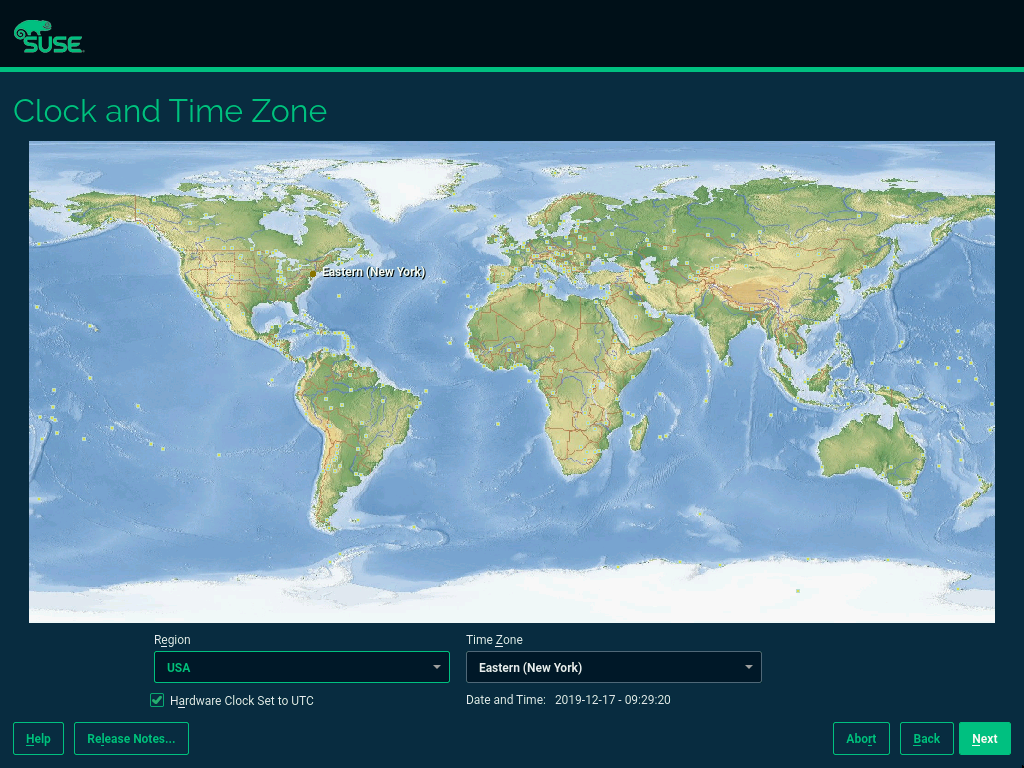 SUSE
Clock and Time Zone
Eastern (New York)
Region
Time Zone
USA
Eastern (New York)
Hardware Clock Set to UTC
Date and Time: 2019-12-17 - 09:29:20
Help
Release Notes...
Abort
Back
Next